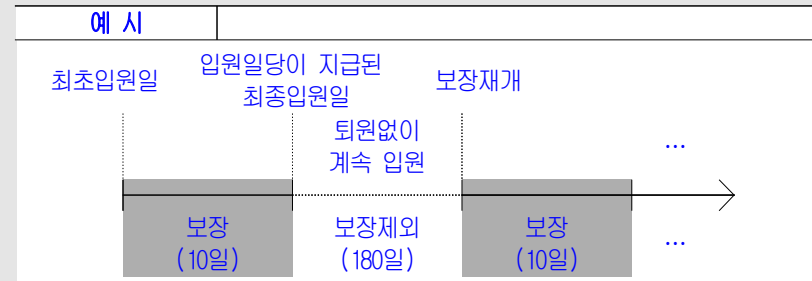 예 시
최초입원일
입원일당이 지급된
최종입원일
보장재개
퇴원없이
계속 입원
...
보장
(10일)
보장제외
(180일)
보장
(10일)
...